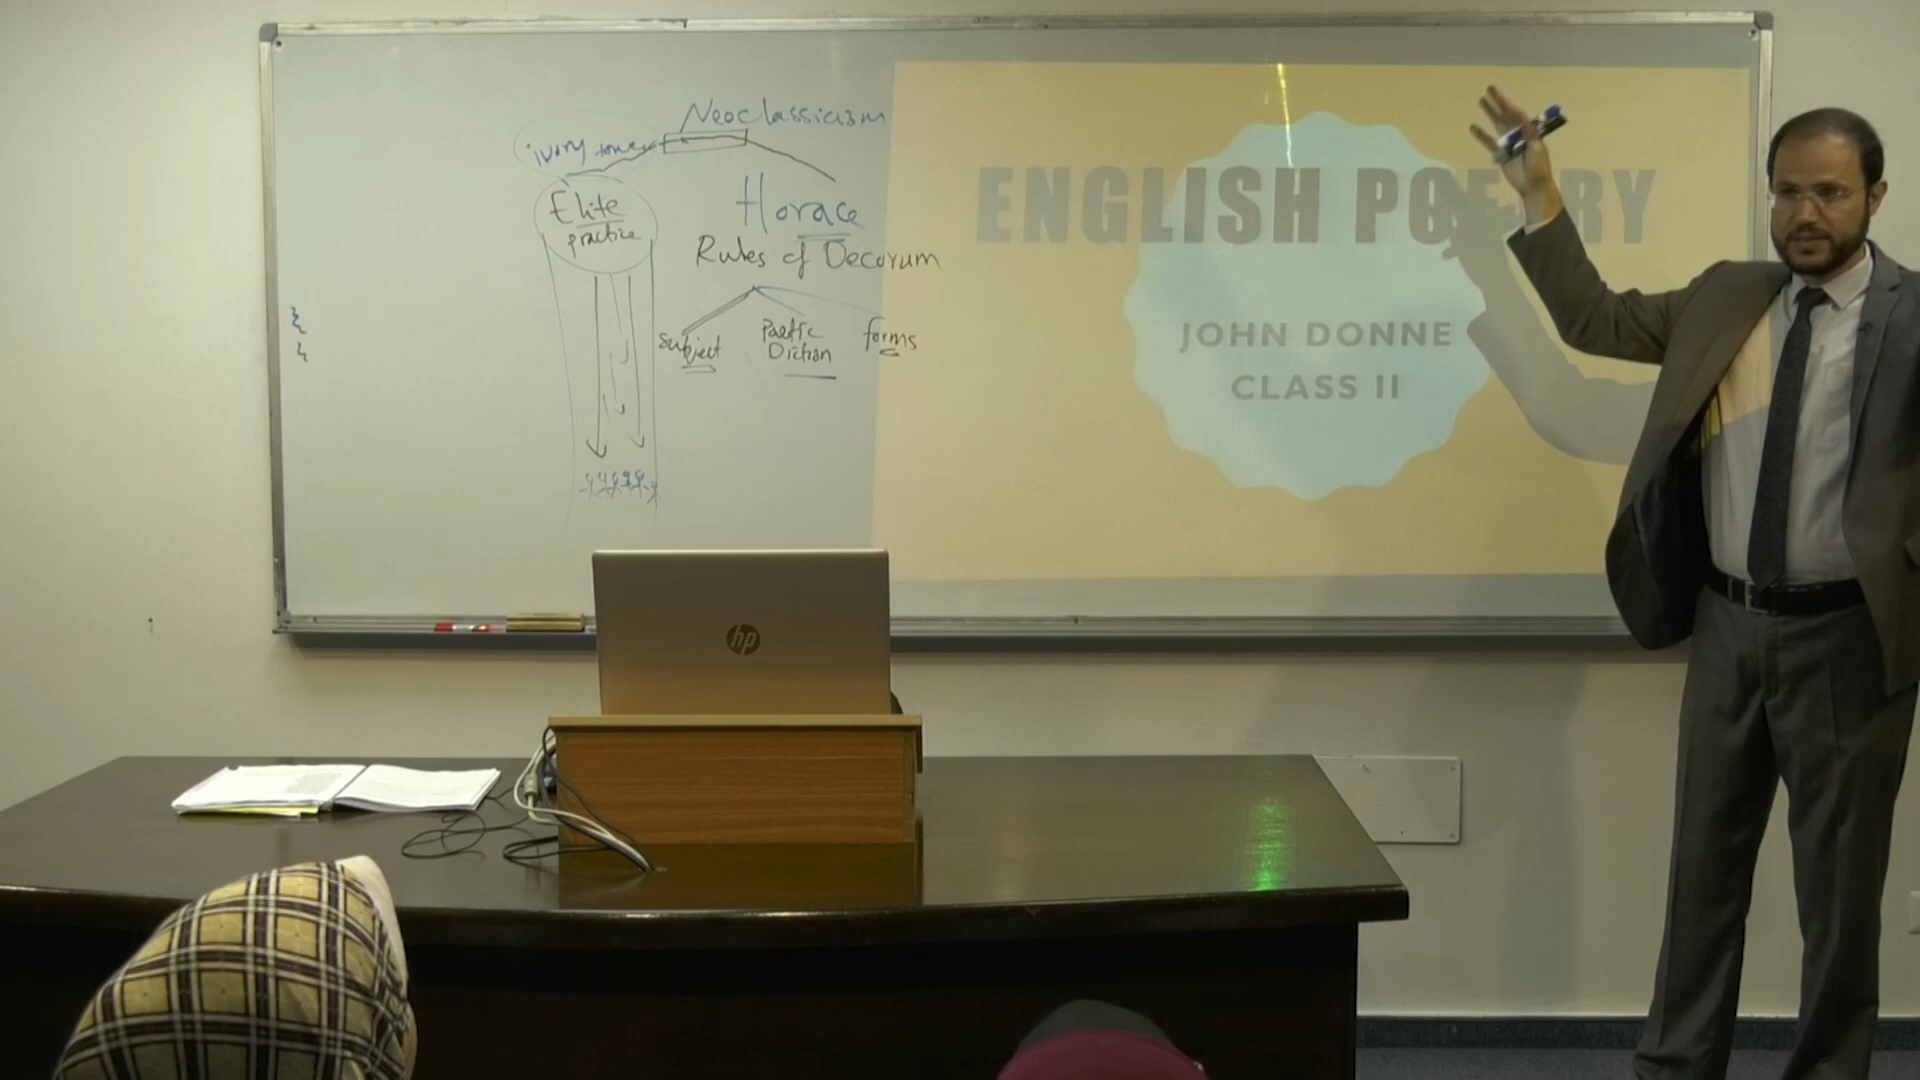 Neoclassicism
ivory tower
Elite
practice
Horace
Rules of Decorum
Subject
Poetic
Diction
forms
ENGLISH POETRY
JOHN DONNE
CLASS II
hp